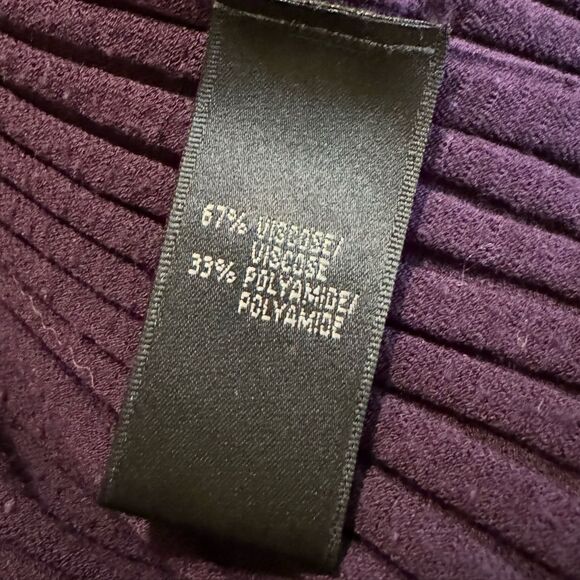 67% VISCOSE/
VISCOSE
33% POLYAMIDE/
POLYAMIDE